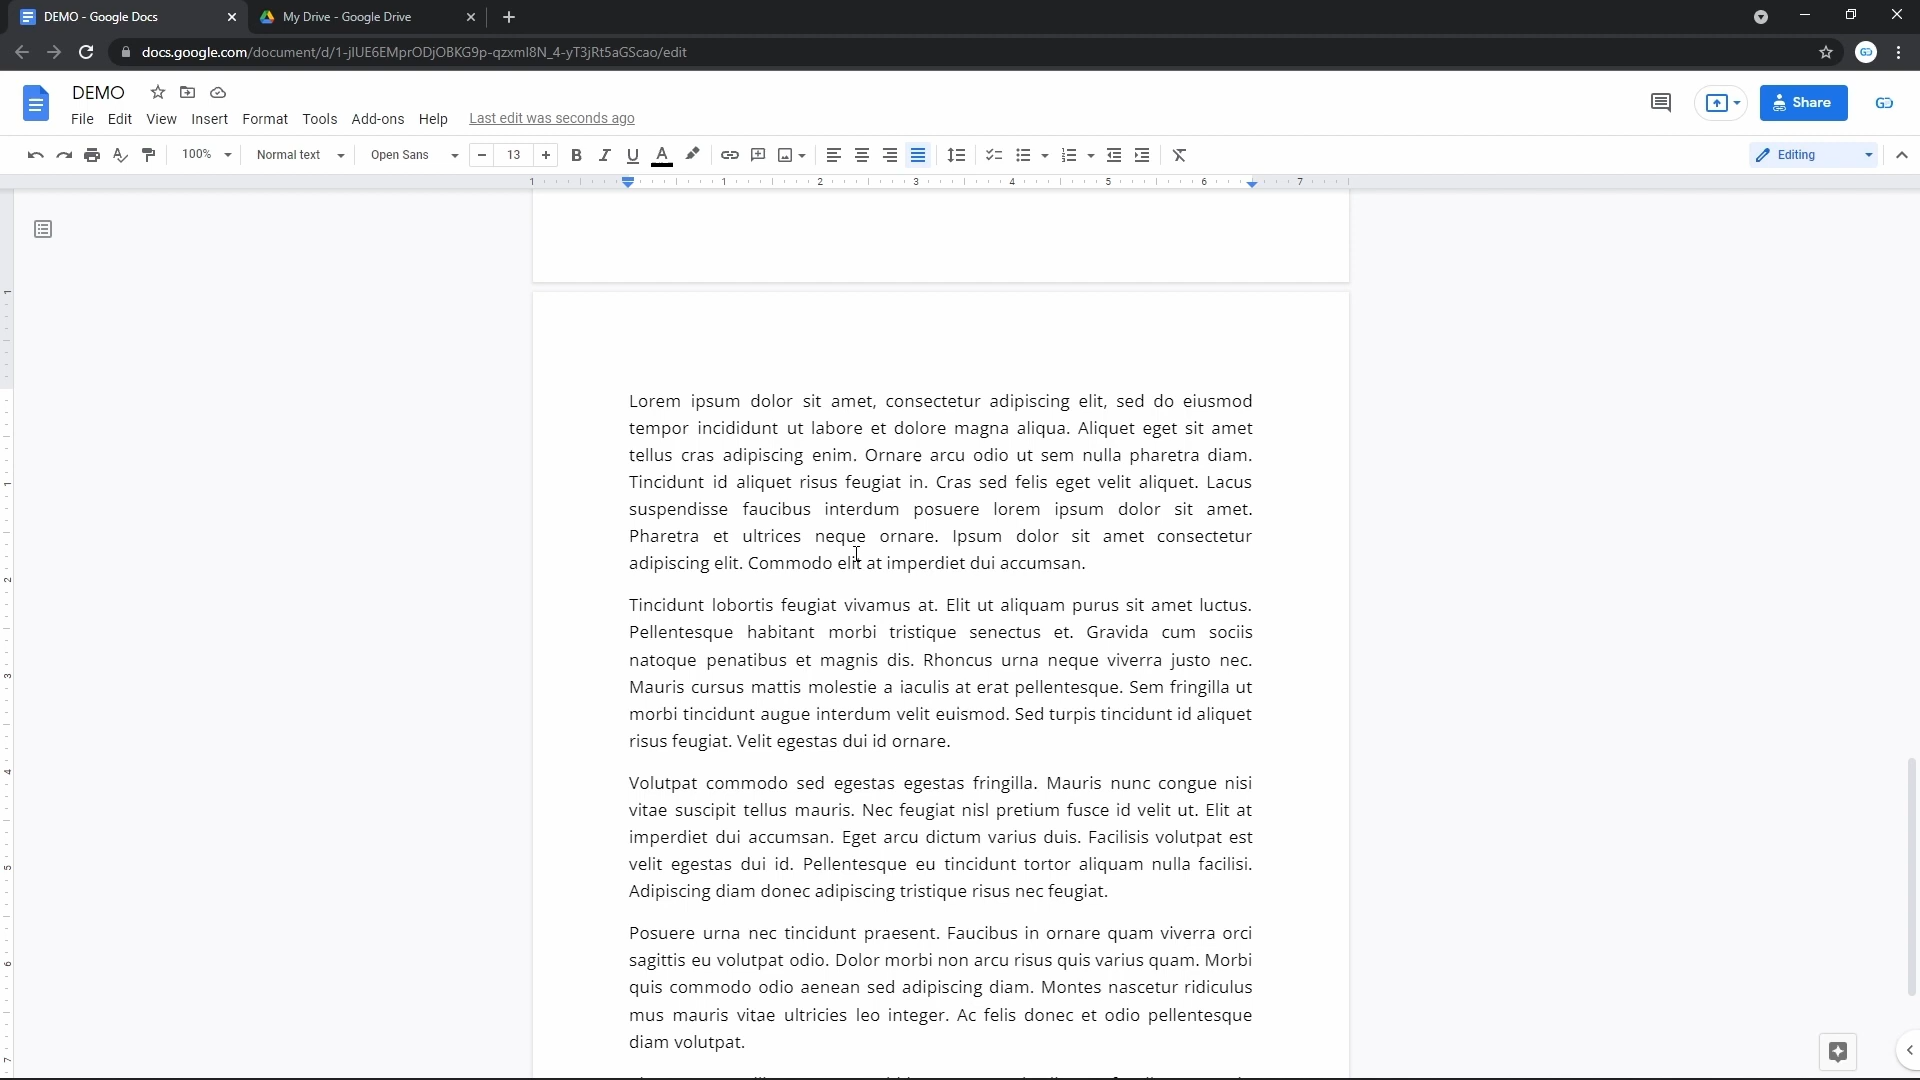 DEMO - Google Docs
My Drive - Google Drive
docs.google.com/document/d/1-jlUE6EMprODjOBKG9p-qzxml8N_4-yT3jRt5aGScao/edit
DEMO
File Edit View Insert Format Tools Add-ons Help Last edit was seconds ago
Share
100% Normal text Open Sans 13 Editing
1 1 2 3 4 5 6 7
Lorem ipsum dolor sit amet, consectetur adipiscing elit, sed do eiusmod
tempor incididunt ut labore et dolore magna aliqua. Aliquet eget sit amet
tellus cras adipiscing enim. Ornare arcu odio ut sem nulla pharetra diam.
Tincidunt id aliquet risus feugiat in. Cras sed felis eget velit aliquet. Lacus
suspendisse faucibus interdum posuere lorem ipsum dolor sit amet.
Pharetra et ultrices neque ornare. Ipsum dolor sit amet consectetur
adipiscing elit. Commodo elit at imperdiet dui accumsan.
Tincidunt lobortis feugiat vivamus at. Elit ut aliquam purus sit amet luctus.
Pellentesque habitant morbi tristique senectus et. Gravida cum sociis
natoque penatibus et magnis dis. Rhoncus urna neque viverra justo nec.
Mauris cursus mattis molestie a iaculis at erat pellentesque. Sem fringilla ut
morbi tincidunt augue interdum velit euismod. Sed turpis tincidunt id aliquet
risus feugiat. Velit egestas dui id ornare.
Volutpat commodo sed egestas egestas fringilla. Mauris nunc congue nisi
vitae suscipit tellus mauris. Nec feugiat nisl pretium fusce id velit ut. Elit at
imperdiet dui accumsan. Eget arcu dictum varius duis. Facilisis volutpat est
velit egestas dui id. Pellentesque eu tincidunt tortor aliquam nulla facilisi.
Adipiscing diam donec adipiscing tristique risus nec feugiat.
Posuere urna nec tincidunt praesent. Faucibus in ornare quam viverra orci
sagittis eu volutpat odio. Dolor morbi non arcu risus quis varius quam. Morbi
quis commodo odio aenean sed adipiscing diam. Montes nascetur ridiculus
mus mauris vitae ultricies leo integer. Ac felis donec et odio pellentesque
diam volutpat.